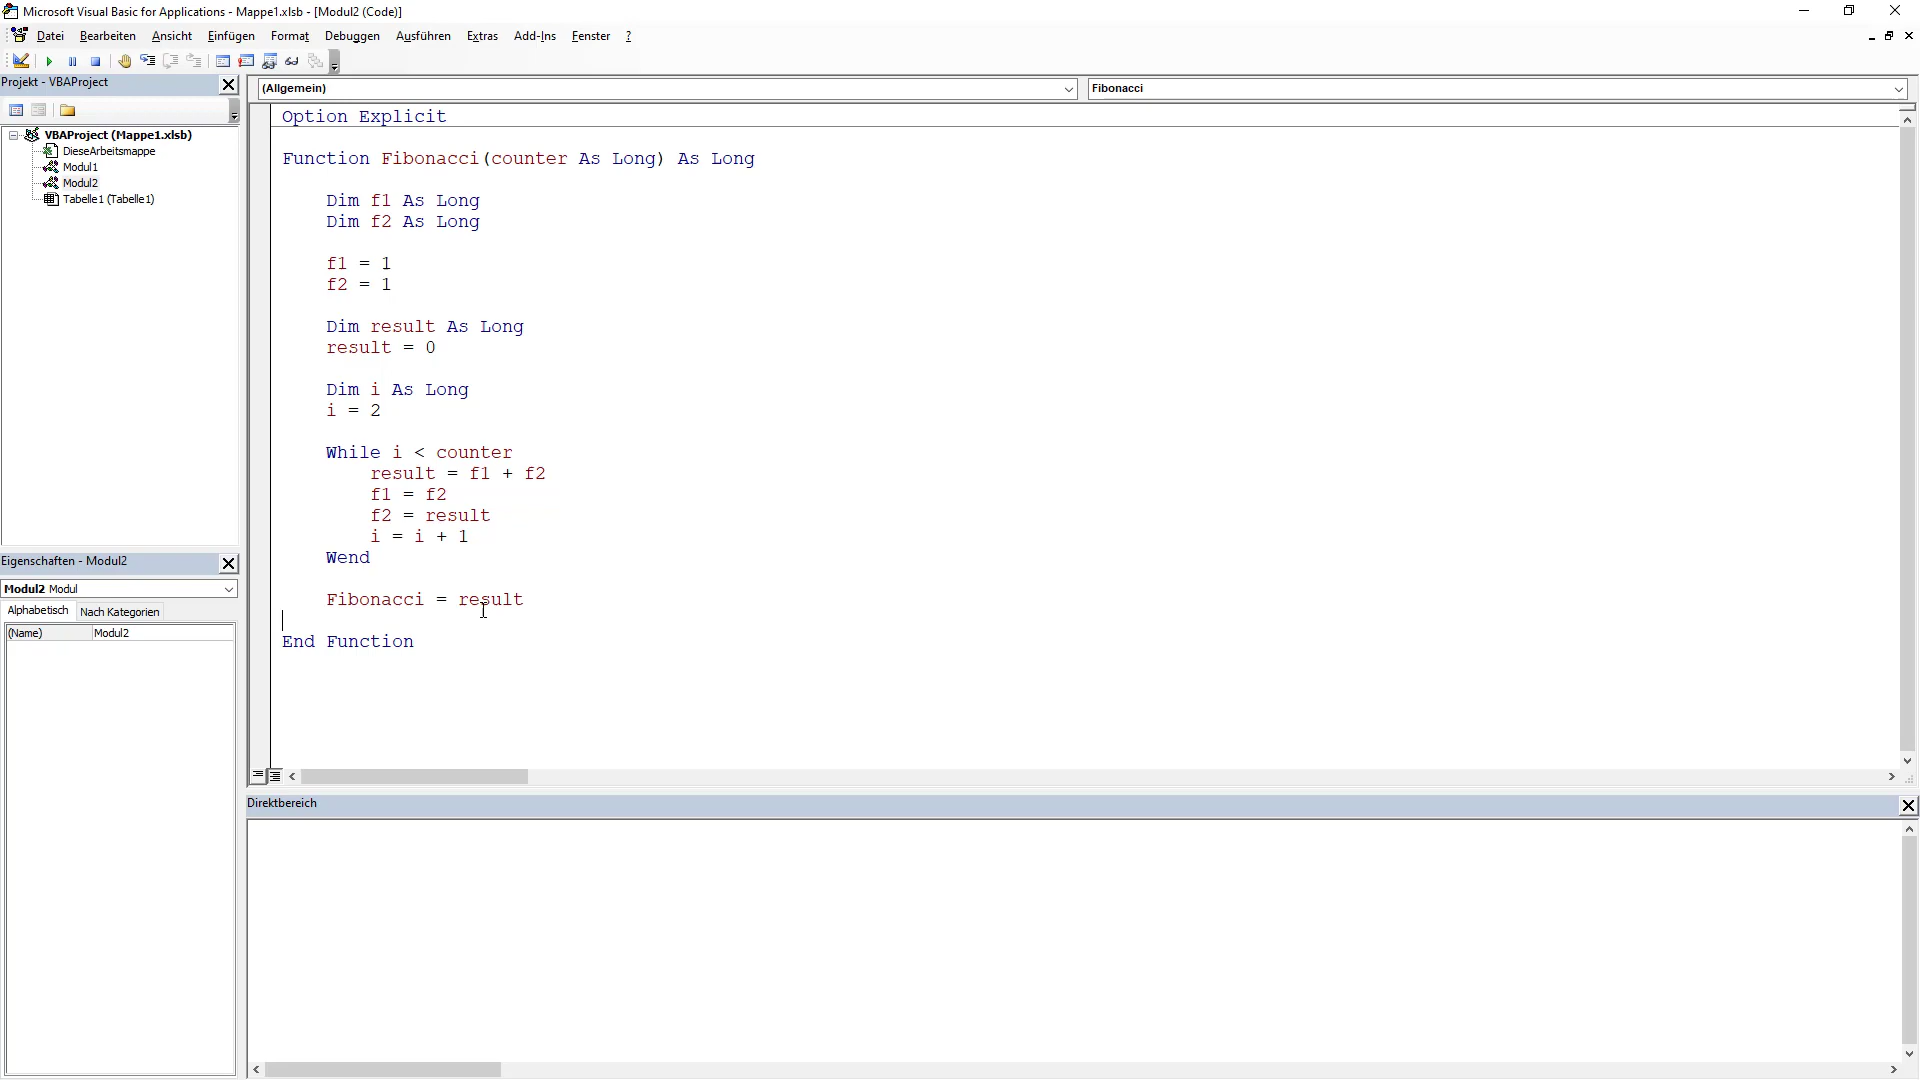 Microsoft Visual Basic for Applications - Mappe1.xlsb - [Modul2 (Code)]
Datei Bearbeiten Ansicht Einfügen Format Debuggen Ausführen Extras Add-Ins Fenster ?
Projekt - VBAProject
VBAProject (Mappe1.xlsb)
DieseArbeitsmappe
Modul1
Modul2
Tabelle1 (Tabelle1)
Eigenschaften - Modul2
Modul2 Modul
Alphabetisch Nach Kategorien
(Name) Modul2
(Allgemein) Fibonacci
Option Explicit
Function Fibonacci(counter As Long) As Long
Dim f1 As Long
Dim f2 As Long
f1 = 1
f2 = 1
Dim result As Long
result = 0
Dim i As Long
i = 2
While i < counter
result = f1 + f2
f1 = f2
f2 = result
i = i + 1
Wend
Fibonacci = result
End Function
Direktbereich